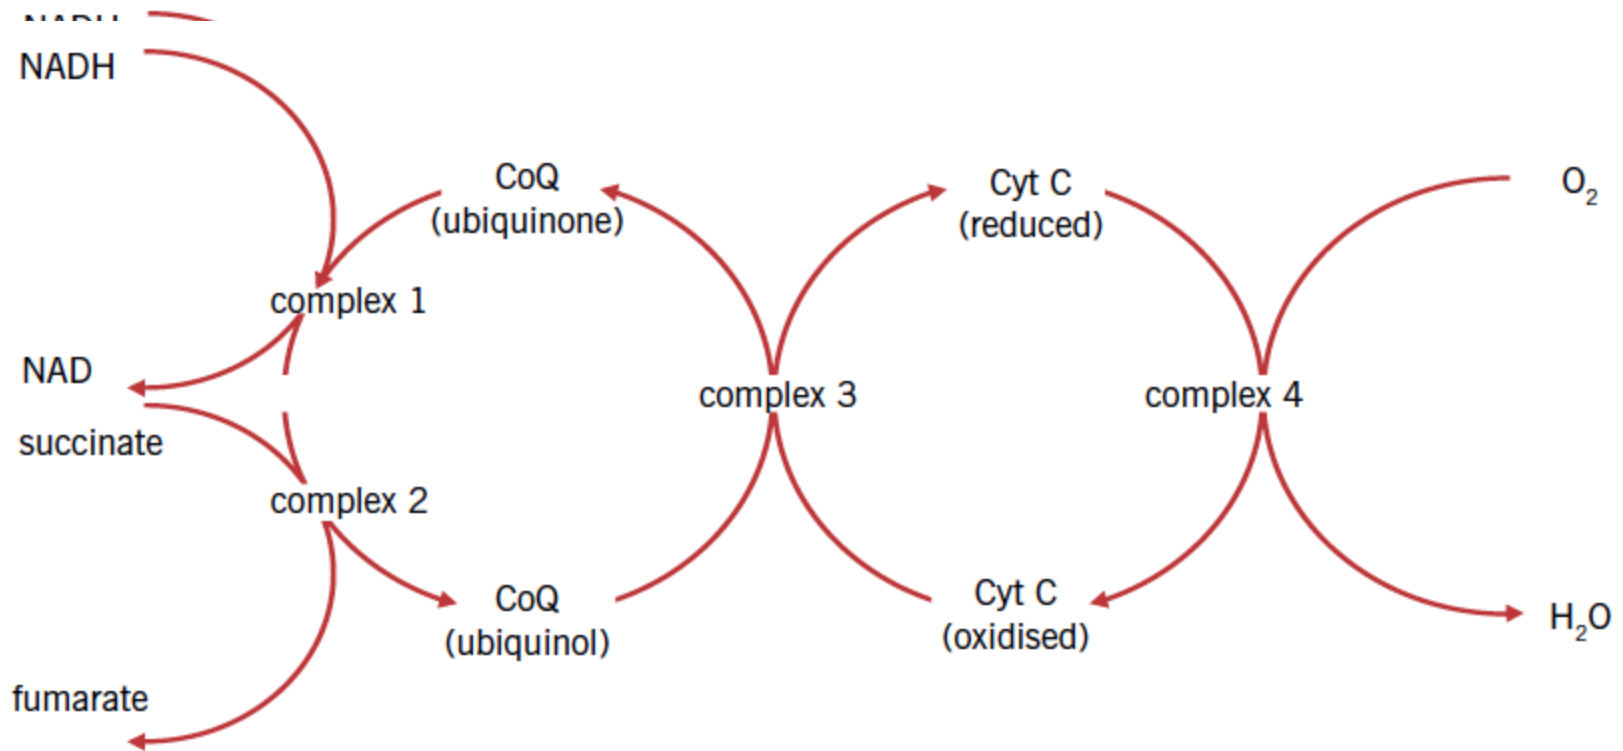 NADH
NADH
CoQ
(ubiquinone)
Cyt C
(reduced)
O₂
complex 1
NAD
complex 3
complex 4
succinate
complex 2
CoQ
(ubiquinol)
Cyt C
(oxidised)
H₂O
fumarate